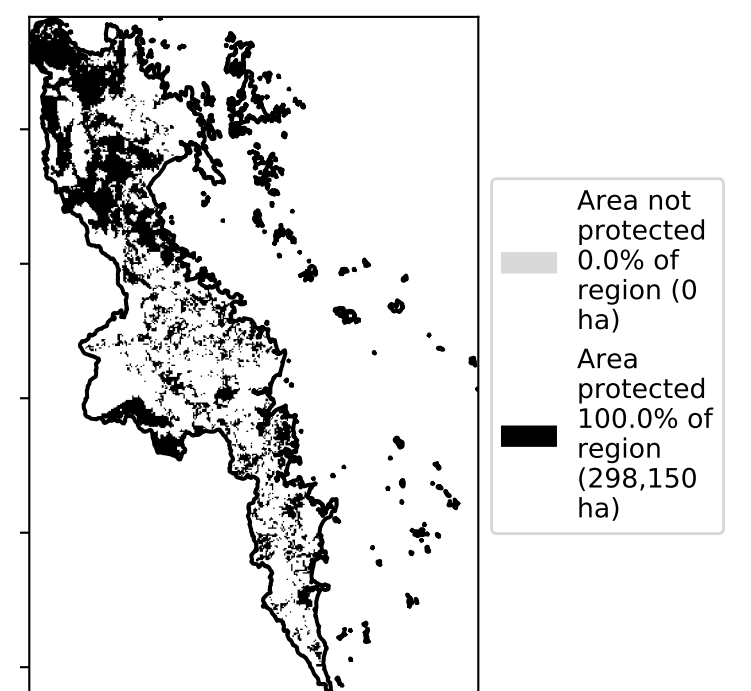 Area not
protected
0.0% of
region (0
ha)
Area
protected
100.0% of
region
(298,150
ha)